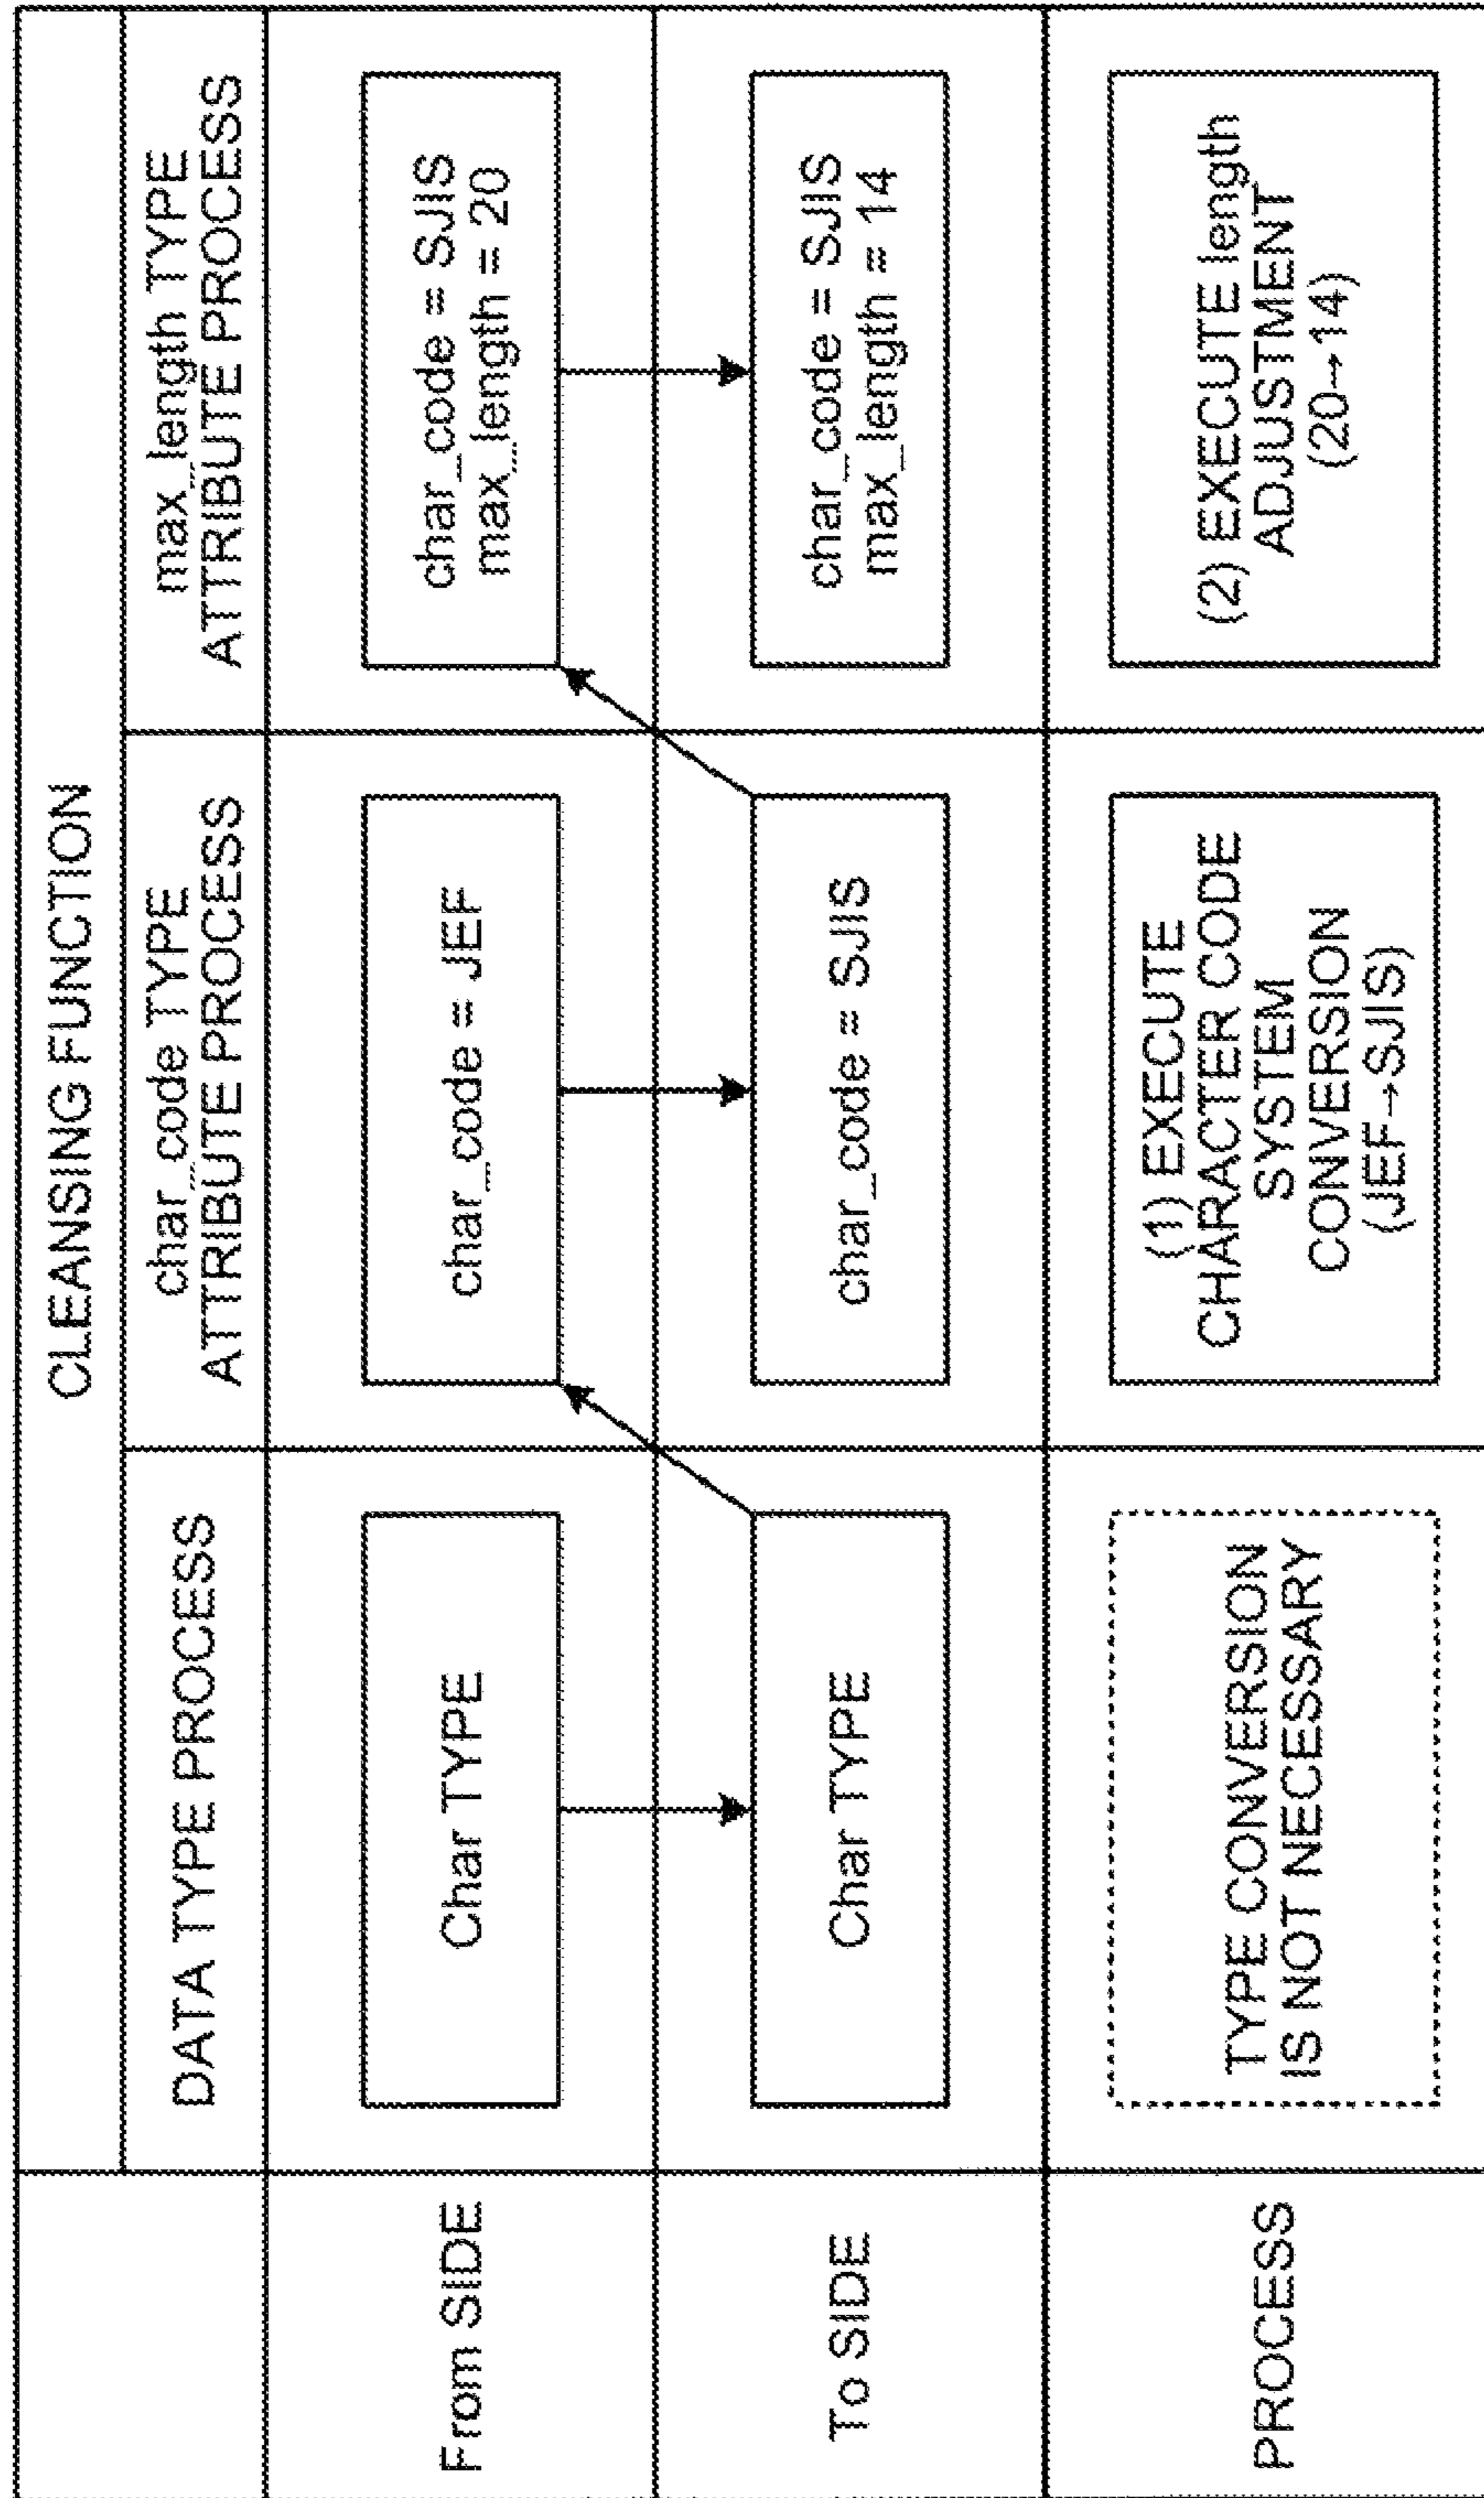 CLEANSING FUNCTION
DATA TYPE PROCESS
char_code TYPE
ATTRIBUTE PROCESS
max_length TYPE
ATTRIBUTE PROCESS
From SIDE
Char TYPE
char_code = JEF
char_code = SJIS
max_length = 20
To SIDE
Char TYPE
char_code = SJIS
char_code = SJIS
max_length = 14
PROCESS
TYPE CONVERSION
IS NOT NECESSARY
(1) EXECUTE
CHARACTER CODE
SYSTEM
CONVERSION
(JEF→SJIS)
(2) EXECUTE length
ADJUSTMENT
(20→14)